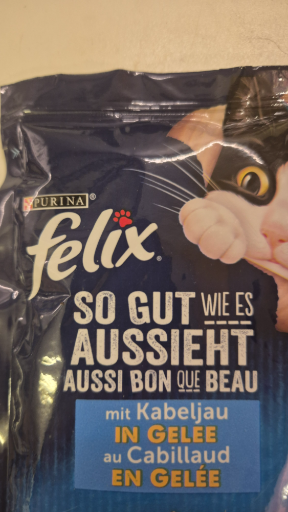 PURINA®
felix®
SO GUT WIE ES
AUSSIEHT
AUSSI BON QUE BEAU
mit Kabeljau
IN GELEE
au Cabillaud
EN GELÉE